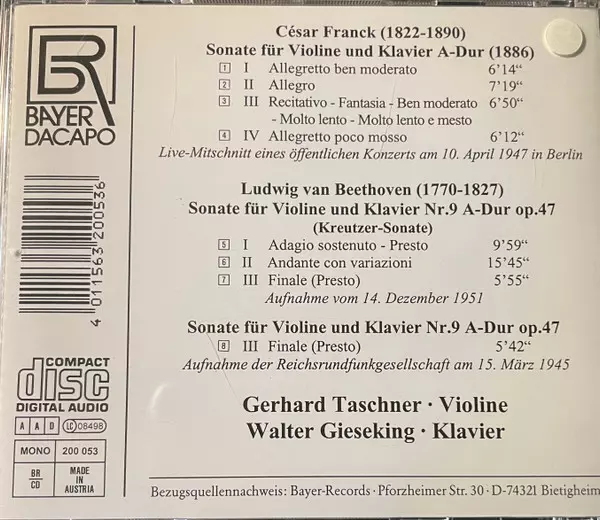 César Franck (1822-1890)
Sonate für Violine und Klavier A-Dur (1886)
1 I Allegretto ben moderato 6'14“
2 II Allegro 7'19“
3 III Recitativo - Fantasia - Ben moderato 6'50“
- Molto lento - Molto lento e mesto
4 IV Allegretto poco mosso 6'12“
Live-Mitschnitt eines öffentlichen Konzerts am 10. April 1947 in Berlin
Ludwig van Beethoven (1770-1827)
Sonate für Violine und Klavier Nr.9 A-Dur op.47
(Kreutzer-Sonate)
5 I Adagio sostenuto - Presto 9'59“
6 II Andante con variazioni 15'45“
7 III Finale (Presto) 5'55“
Aufnahme vom 14. Dezember 1951
Sonate für Violine und Klavier Nr.9 A-Dur op.47
8 III Finale (Presto) 5'42“
Aufnahme der Reichsrundfunkgesellschaft am 15. März 1945
Gerhard Taschner · Violine
Walter Gieseking · Klavier
Bezugsquellennachweis: Bayer-Records · Pforzheimer Str. 30 · D-74321 Bietigheim
BR
BAYER
DACAPO
4 011563 200536
COMPACT
disc
DIGITAL AUDIO
A A D LC 08498
MONO 200 053
BR
CD
MADE IN
AUSTRIA